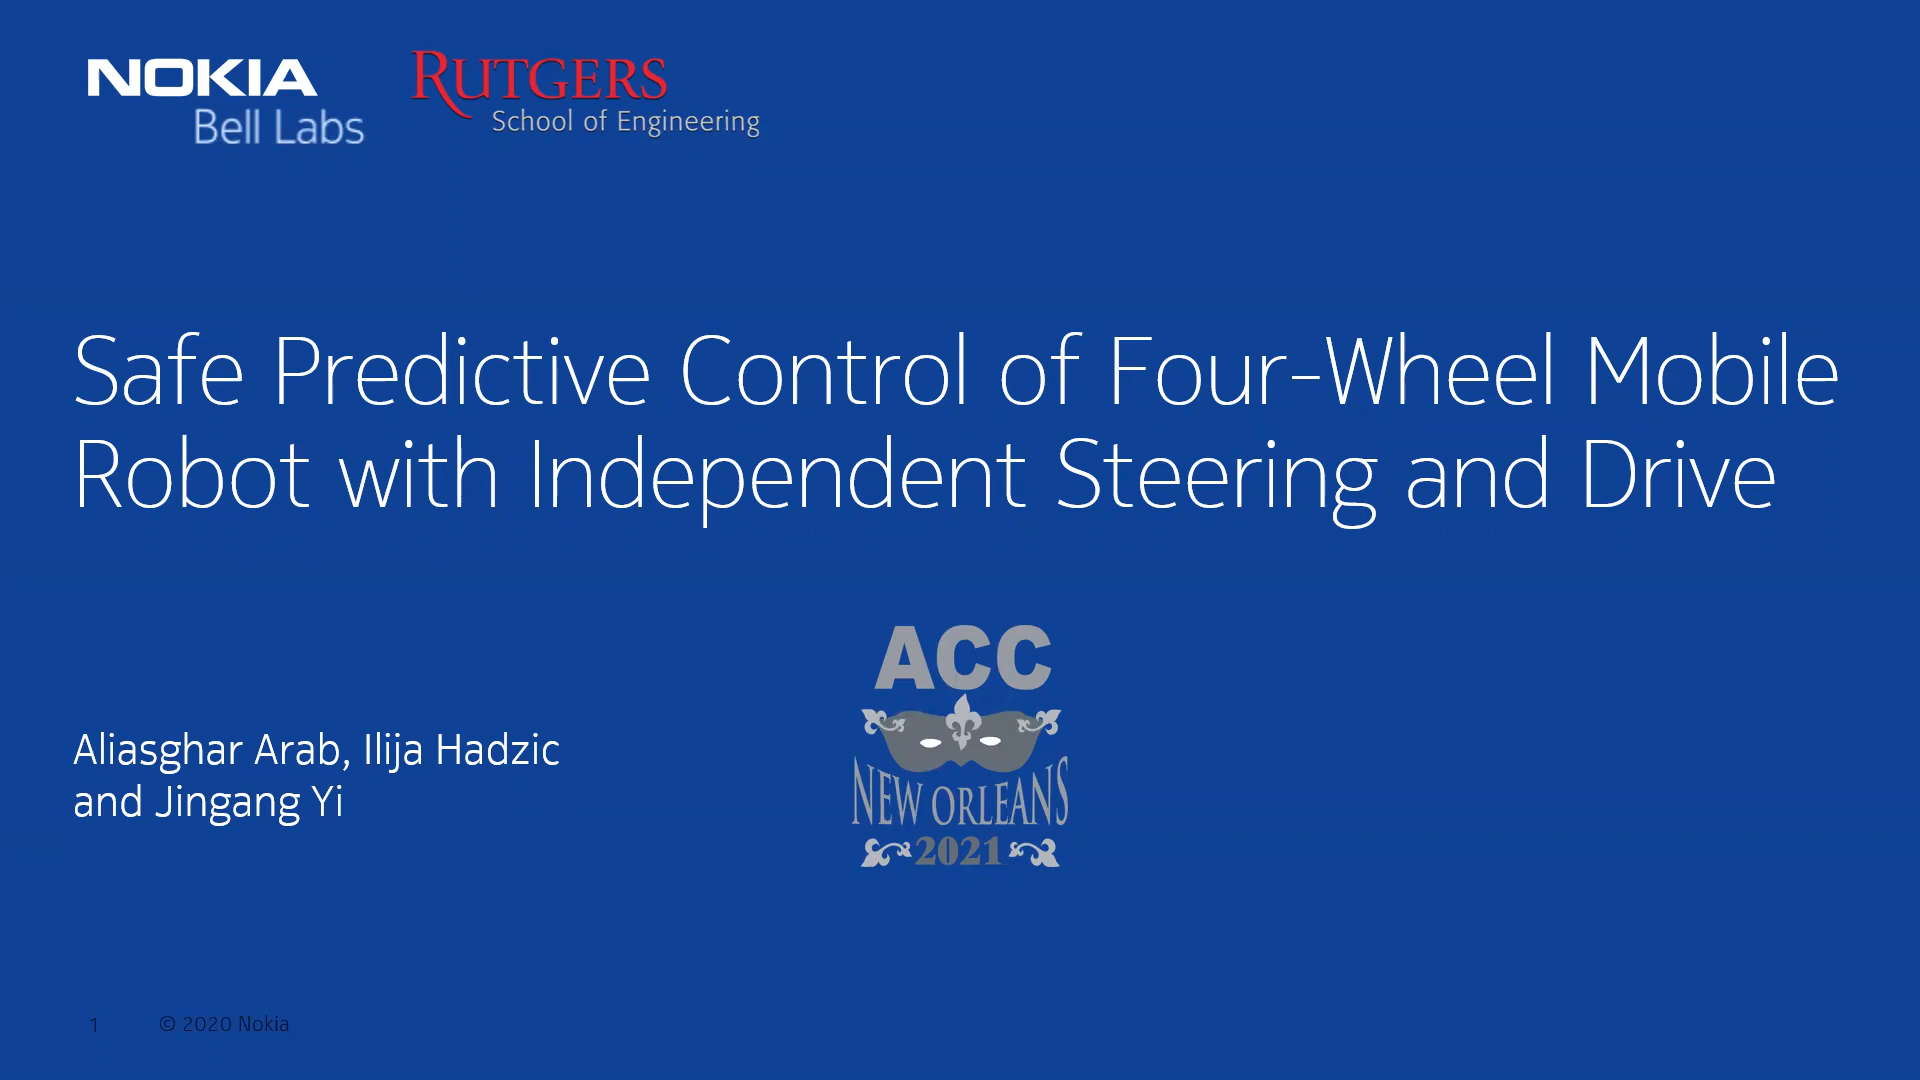 NOKIA
Bell Labs
RUTGERS
School of Engineering
Safe Predictive Control of Four-Wheel Mobile
Robot with Independent Steering and Drive
Aliasghar Arab, Ilija Hadzic
and Jingang Yi
ACC
NEW ORLEANS
2021
1
© 2020 Nokia